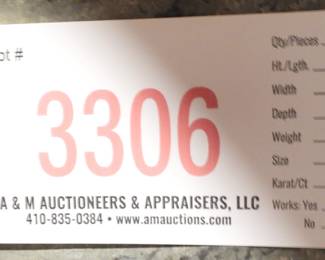 ot #
3306
A & M AUCTIONEERS & APPRAISERS, LLC
410-835-0384 • www.amauctions.com
Qty/Pieces
Ht./Lgth.
Width
Depth
Weight
Size
Karat/Ct
Works: Yes
No